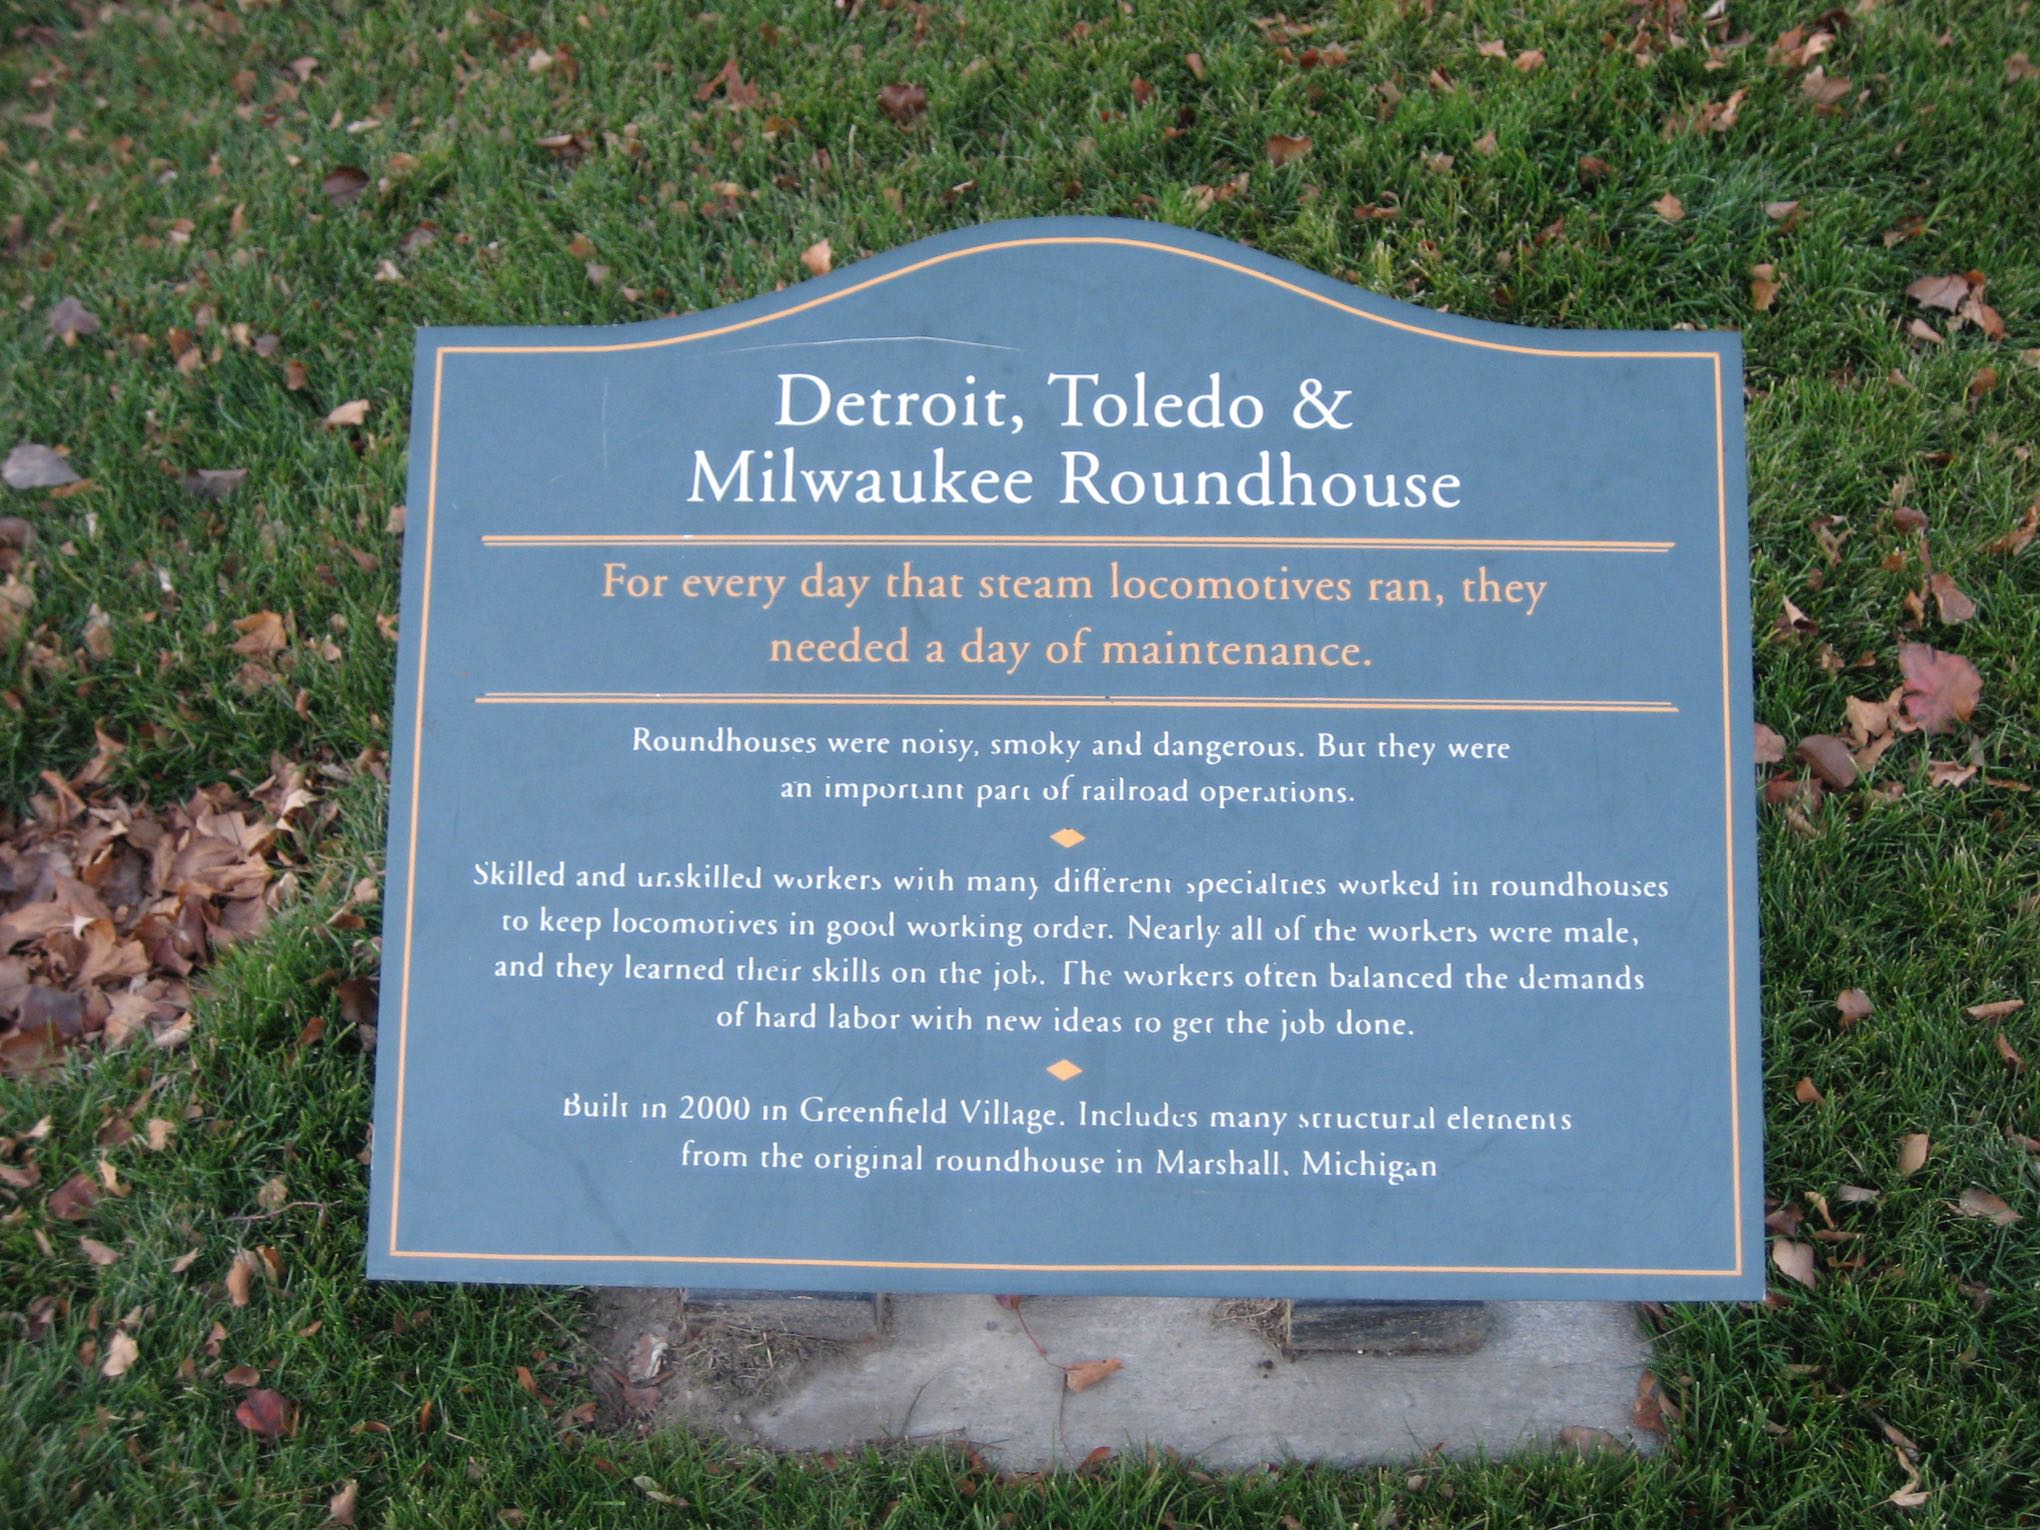 Detroit, Toledo &
Milwaukee Roundhouse
For every day that steam locomotives ran, they
needed a day of maintenance.
Roundhouses were noisy, smoky and dangerous. But they were
an important part of railroad operations.
Skilled and unskilled workers with many different specialties worked in roundhouses
to keep locomotives in good working order. Nearly all of the workers were male,
and they learned their skills on the job. The workers often balanced the demands
of hard labor with new ideas to get the job done.
Built in 2000 in Greenfield Village. Includes many structural elements
from the original roundhouse in Marshall, Michigan